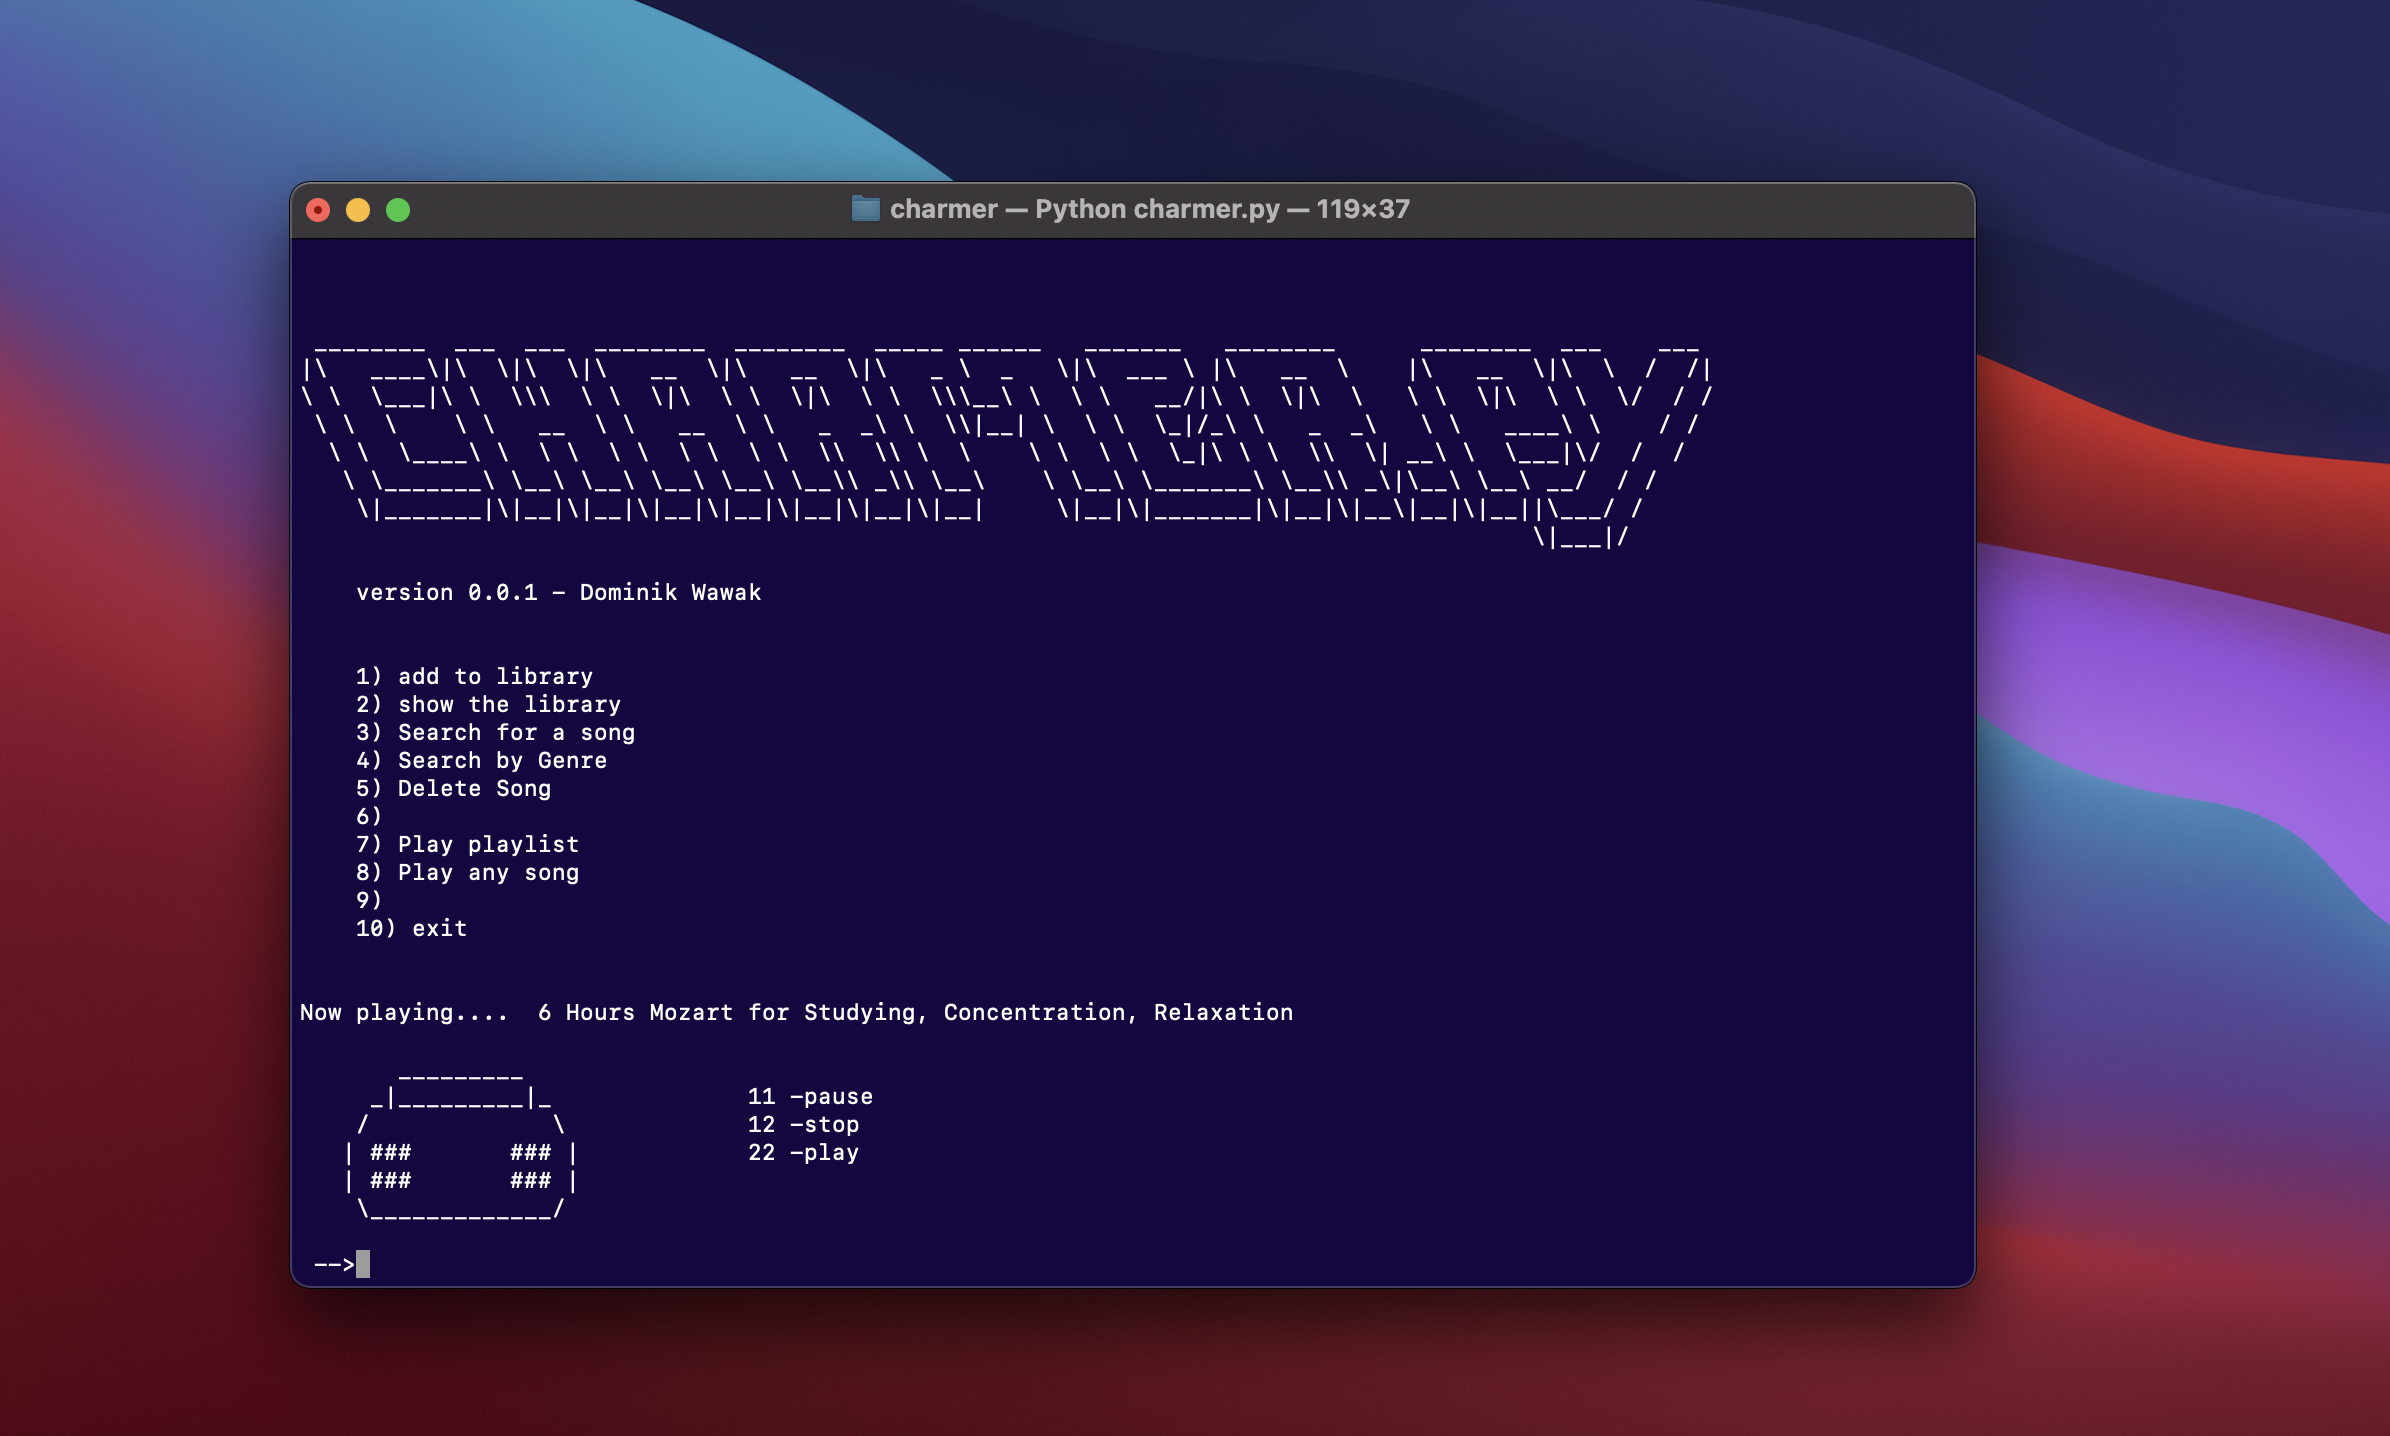 charmer — Python charmer.py — 119×37
CHARMER.PY
version 0.0.1 - Dominik Wawak
1) add to library
2) show the library
3) Search for a song
4) Search by Genre
5) Delete Song
6)
7) Play playlist
8) Play any song
9)
10) exit
Now playing....  6 Hours Mozart for Studying, Concentration, Relaxation
11 -pause
12 -stop
22 -play
### ###
### ###
-->